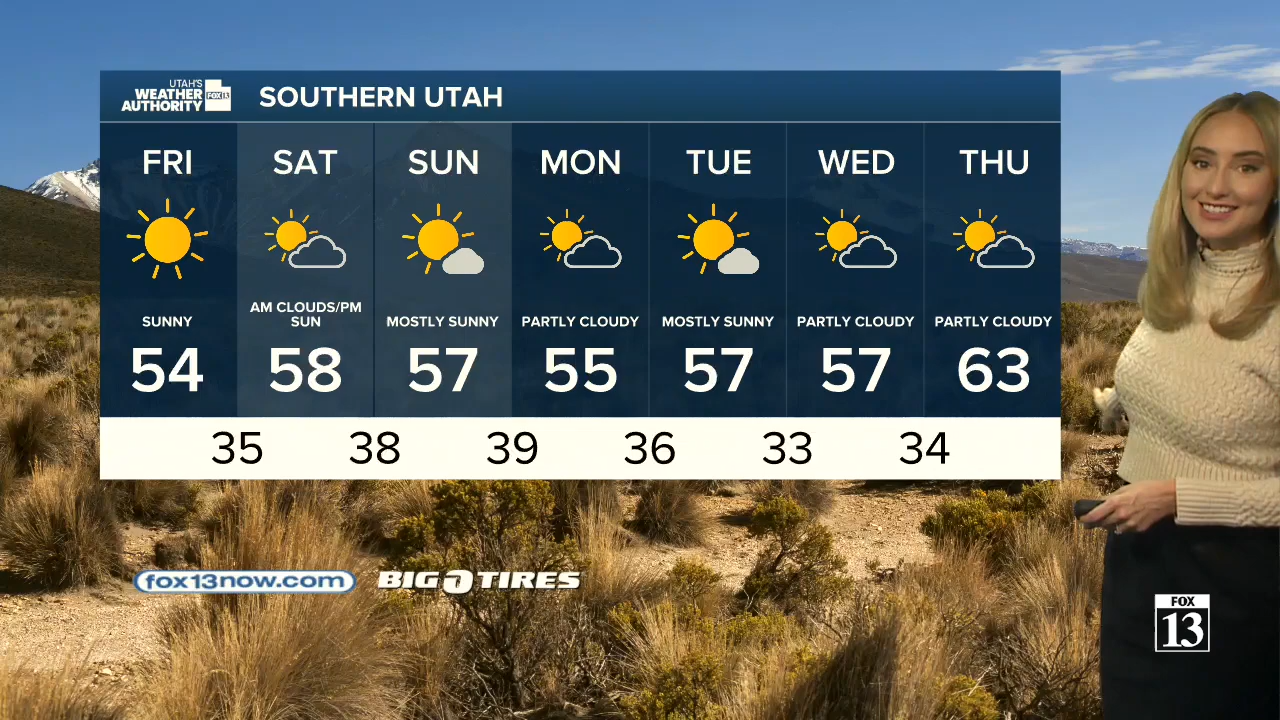 UTAH'S
WEATHER
AUTHORITY
FOX 13
SOUTHERN UTAH
FRI SAT SUN MON TUE WED THU
SUNNY
AM CLOUDS/PM
SUN
MOSTLY SUNNY
PARTLY CLOUDY
MOSTLY SUNNY
PARTLY CLOUDY
PARTLY CLOUDY
54 58 57 55 57 57 63
35 38 39 36 33 34
fox13now.com
BIG O TIRES
FOX
13